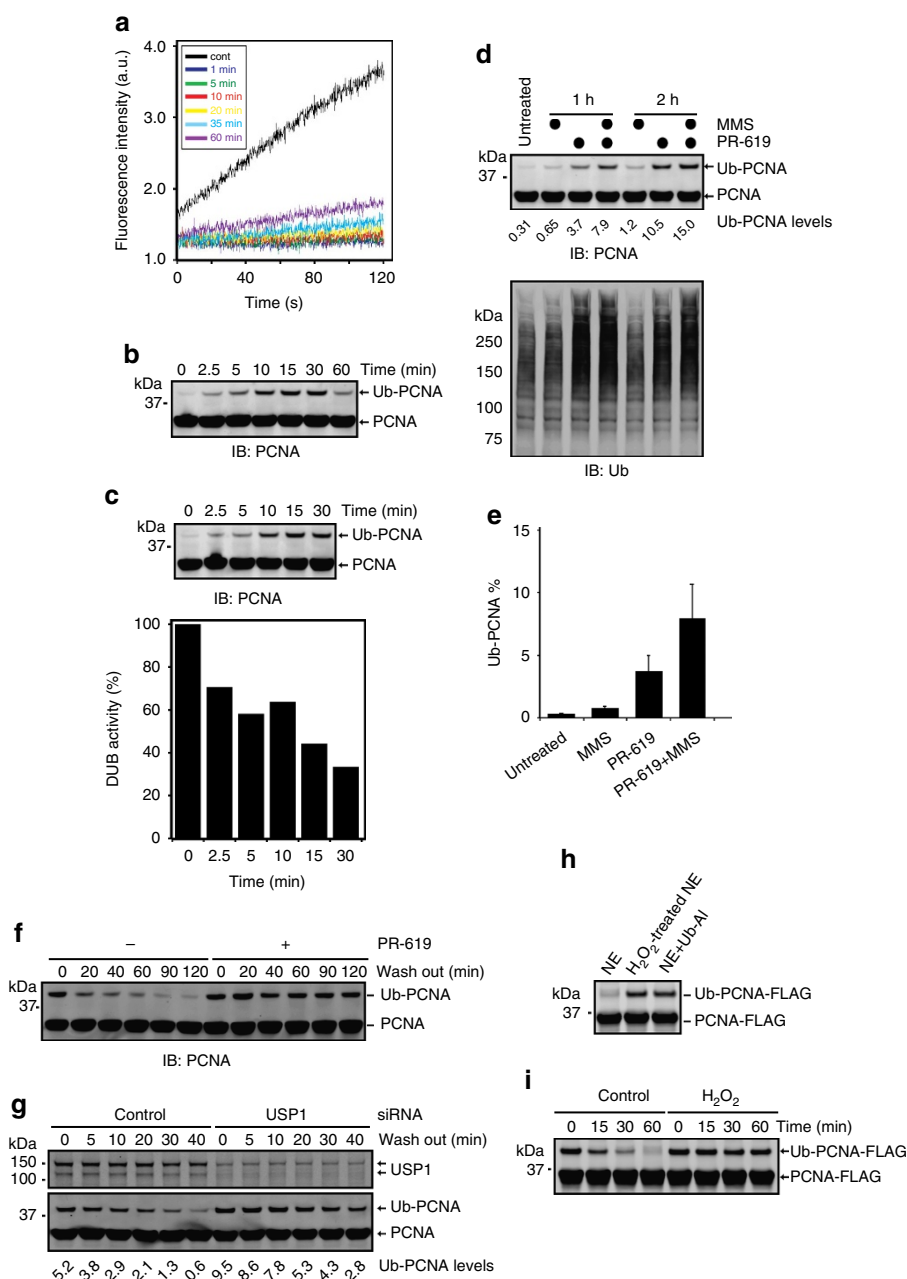 a
4.0
3.0
2.0
1.0
Fluorescence intensity (a.u.)
cont
1 min
5 min
10 min
20 min
35 min
60 min
0 40 80 120
Time (s)
b
0 2.5 5 10 15 30 60 Time (min)
kDa
37
Ub-PCNA
PCNA
IB: PCNA
c
0 2.5 5 10 15 30 Time (min)
kDa
37
Ub-PCNA
PCNA
IB: PCNA
100
80
60
40
20
0
DUB activity (%)
0 2.5 5 10 15 30
Time (min)
d
Untreated
1 h 2 h
MMS
PR-619
kDa
37
Ub-PCNA
PCNA
0.31 0.65 3.7 7.9 1.2 10.5 15.0 Ub-PCNA levels
IB: PCNA
kDa
250
150
100
75
IB: Ub
e
15
10
5
0
Ub-PCNA %
Untreated
MMS
PR-619
PR-619+MMS
f
– + PR-619
0 20 40 60 90 120 0 20 40 60 90 120 Wash out (min)
kDa
37
Ub-PCNA
PCNA
IB: PCNA
g
Control USP1 siRNA
0 5 10 20 30 40 0 5 10 20 30 40 Wash out (min)
kDa
150
100
USP1
37
Ub-PCNA
PCNA
5.2 3.8 2.9 2.1 1.3 0.6 9.5 8.6 7.8 5.3 4.3 2.8 Ub-PCNA levels
h
NE
H2O2-treated NE
NE+Ub-Al
kDa
37
Ub-PCNA-FLAG
PCNA-FLAG
i
Control H2O2
0 15 30 60 0 15 30 60 Time (min)
kDa
37
Ub-PCNA-FLAG
PCNA-FLAG